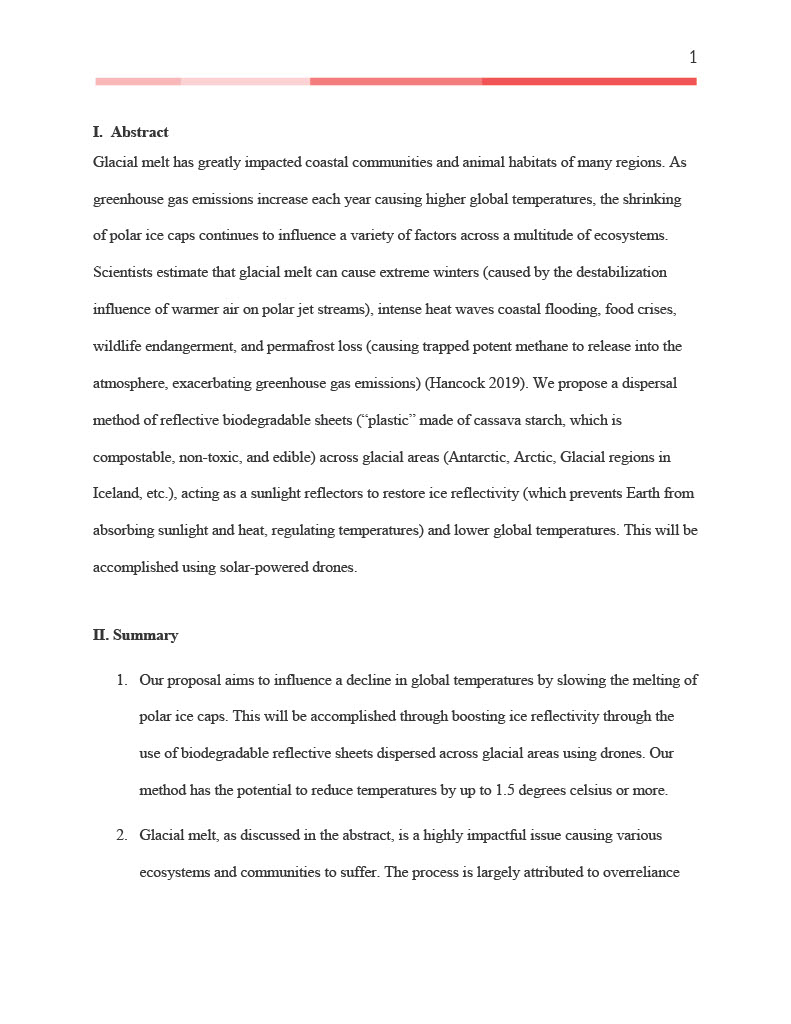 1
I. Abstract
Glacial melt has greatly impacted coastal communities and animal habitats of many regions. As
greenhouse gas emissions increase each year causing higher global temperatures, the shrinking
of polar ice caps continues to influence a variety of factors across a multitude of ecosystems.
Scientists estimate that glacial melt can cause extreme winters (caused by the destabilization
influence of warmer air on polar jet streams), intense heat waves coastal flooding, food crises,
wildlife endangerment, and permafrost loss (causing trapped potent methane to release into the
atmosphere, exacerbating greenhouse gas emissions) (Hancock 2019). We propose a dispersal
method of reflective biodegradable sheets (“plastic” made of cassava starch, which is
compostable, non-toxic, and edible) across glacial areas (Antarctic, Arctic, Glacial regions in
Iceland, etc.), acting as a sunlight reflectors to restore ice reflectivity (which prevents Earth from
absorbing sunlight and heat, regulating temperatures) and lower global temperatures. This will be
accomplished using solar-powered drones.
II. Summary
1. Our proposal aims to influence a decline in global temperatures by slowing the melting of
polar ice caps. This will be accomplished through boosting ice reflectivity through the
use of biodegradable reflective sheets dispersed across glacial areas using drones. Our
method has the potential to reduce temperatures by up to 1.5 degrees celsius or more.
2. Glacial melt, as discussed in the abstract, is a highly impactful issue causing various
ecosystems and communities to suffer. The process is largely attributed to overreliance